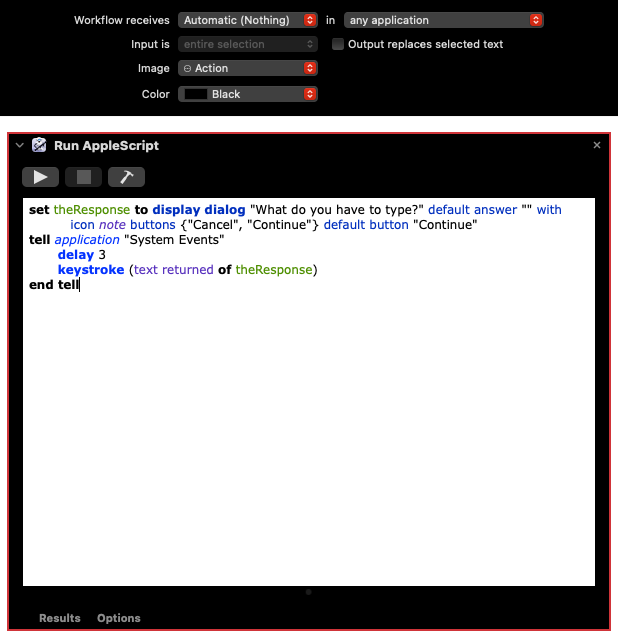 Workflow receives Automatic (Nothing) in any application
Input is entire selection Output replaces selected text
Image Action
Color Black
Run AppleScript
set theResponse to display dialog "What do you have to type?" default answer "" with
icon note buttons {"Cancel", "Continue"} default button "Continue"
tell application "System Events"
delay 3
keystroke (text returned of theResponse)
end tell
Results Options